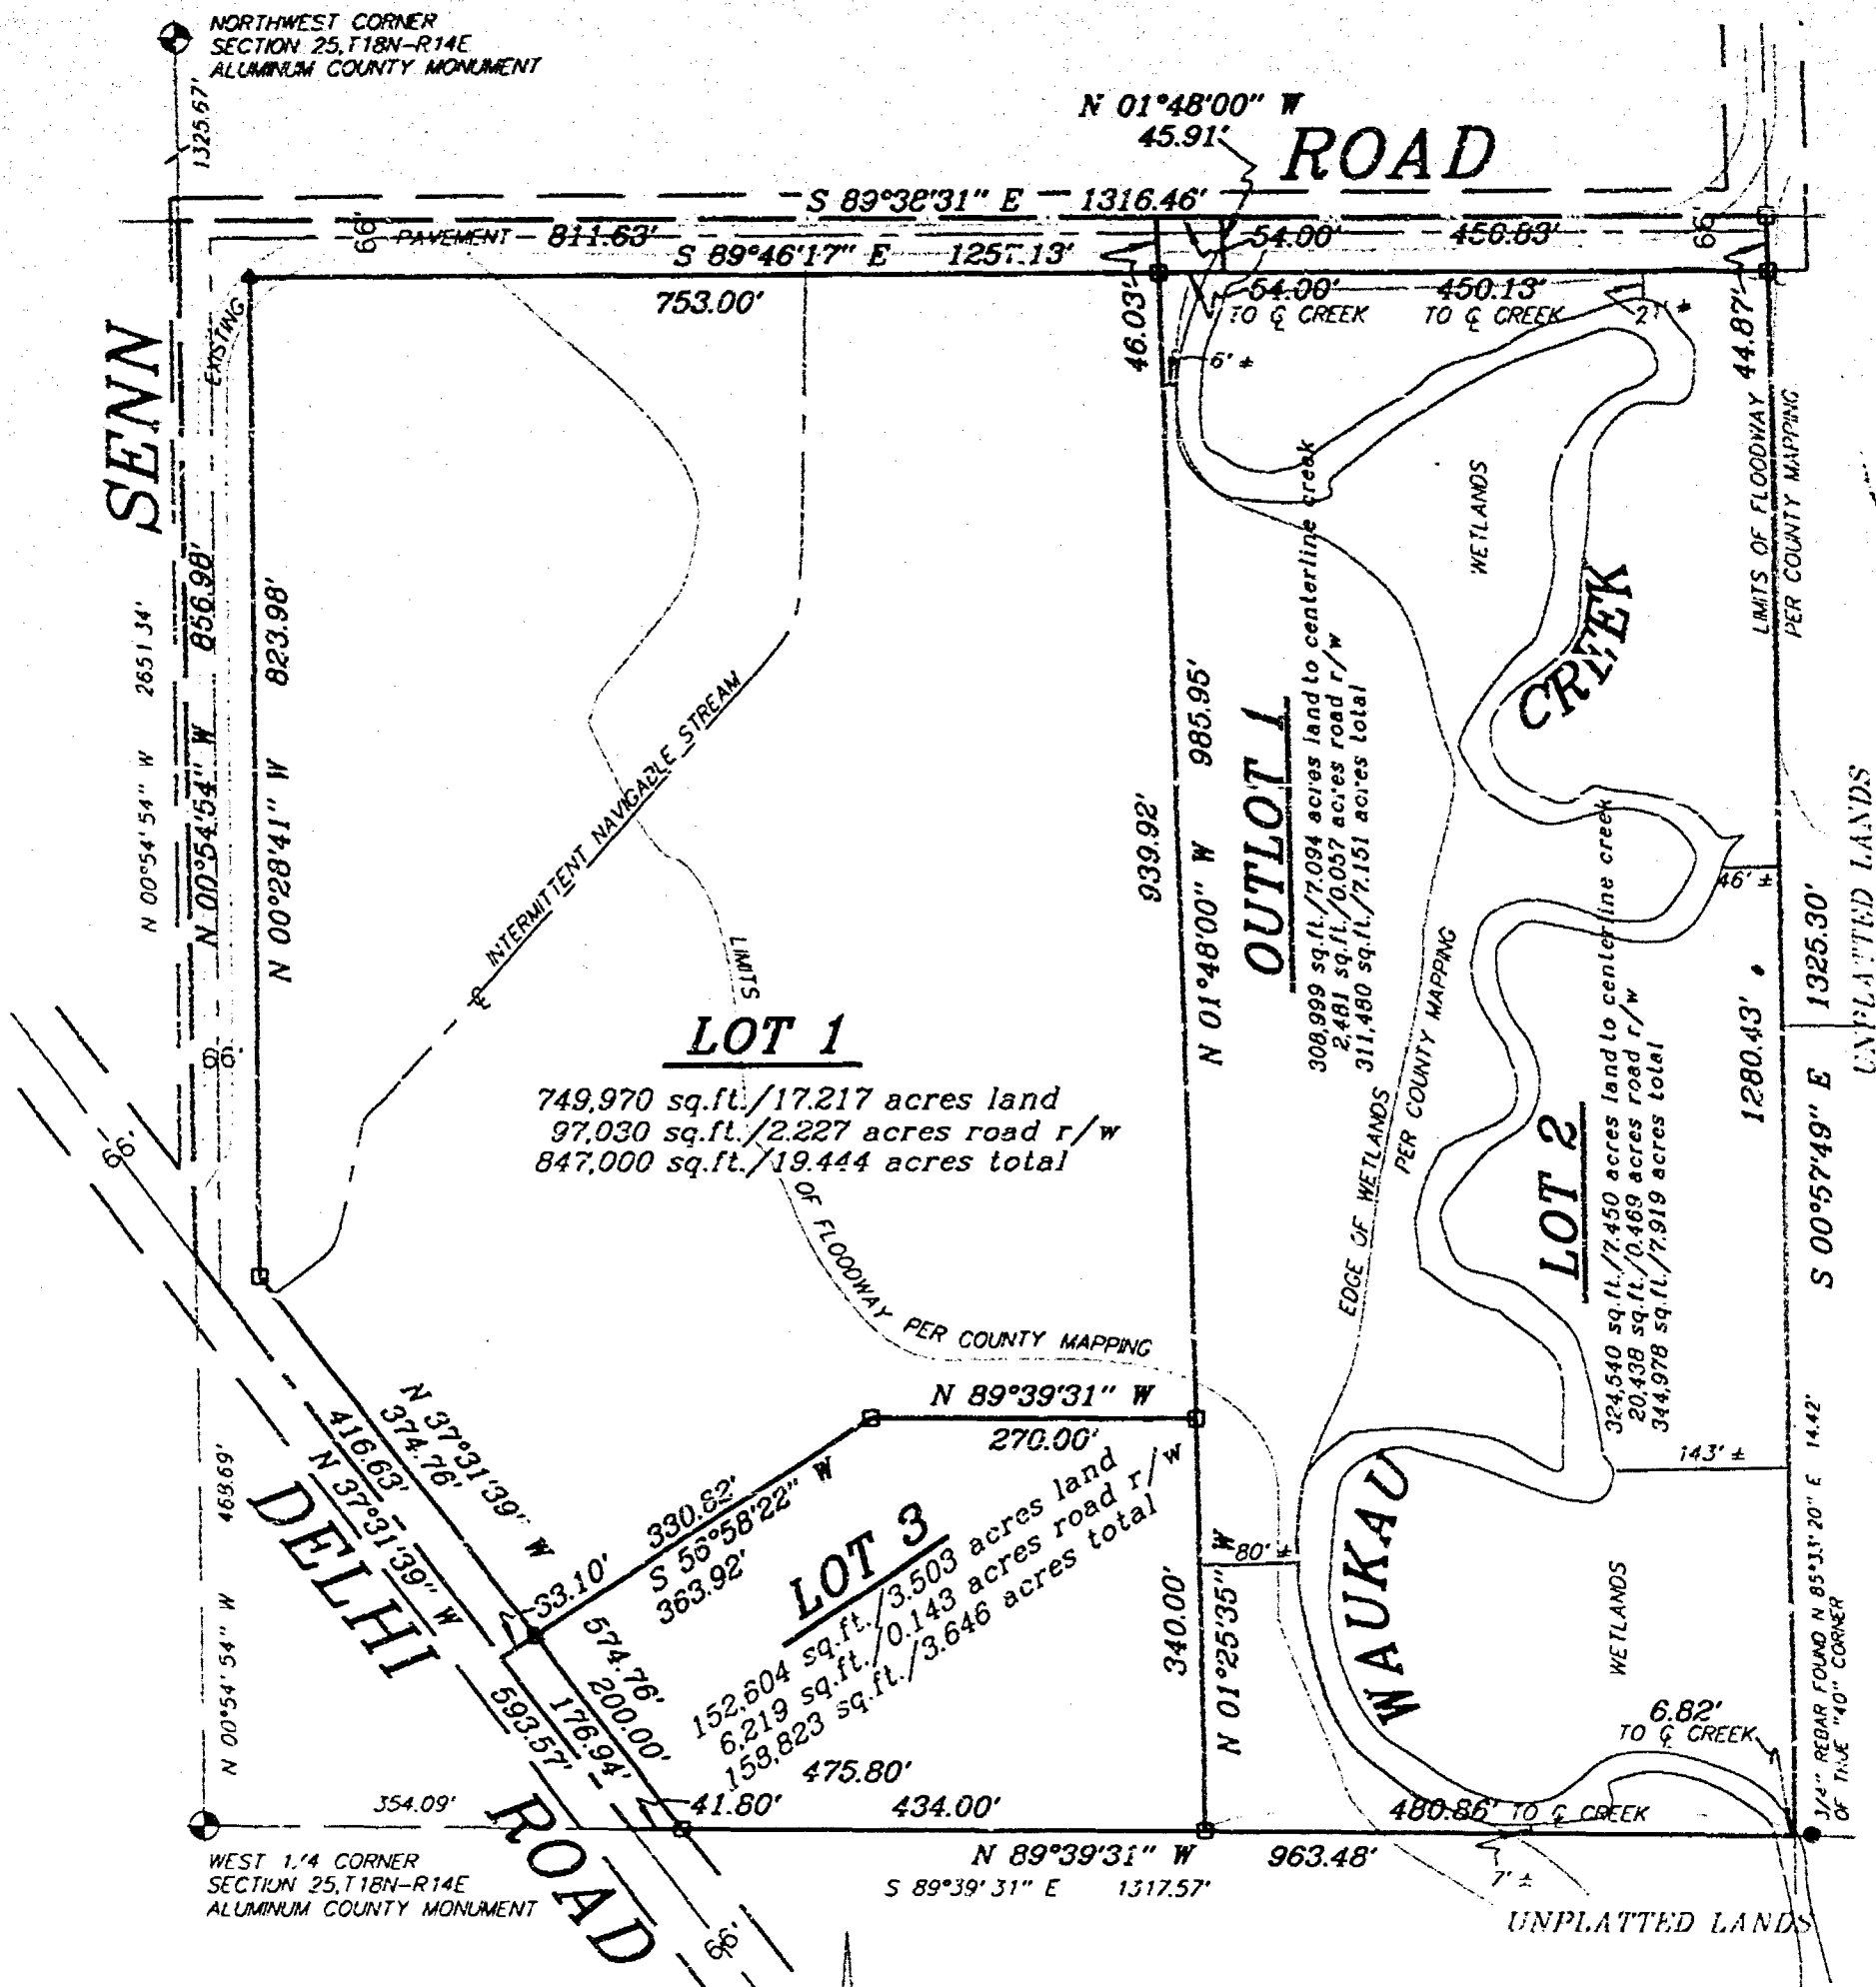 NORTHWEST CORNER
SECTION 25,T18N-R14E
ALUMINUM COUNTY MONUMENT
1325.67'
N 01°48'00" W
45.91'
ROAD
S 89°38'31" E 1316.46'
66'
PAVEMENT
811.63'
54.00'
450.83'
66'
S 89°46'17" E 1257.13'
753.00'
54.00'
TO ℄ CREEK
450.13'
TO ℄ CREEK
46.03'
44.87'
6' ±
EXISTING
SENN
N 00°54'54" W 2651.34'
N 00°54'54" W 856.98'
N 00°28'41" W 823.98'
INTERMITTENT NAVIGABLE STREAM
℄
LIMITS
OF FLOODWAY PER COUNTY MAPPING
LOT 1
749,970 sq.ft./17.217 acres land
97,030 sq.ft./2.227 acres road r/w
847,000 sq.ft./19.444 acres total
939.92'
N 01°48'00" W 985.95'
OUTLOT 1
308,999 sq.ft./7.094 acres land to centerline creek
2,481 sq.ft./0.057 acres road r/w
311,480 sq.ft./7.151 acres total
WETLANDS
CREEK
LIMITS OF FLOODWAY
PER COUNTY MAPPING
EDGE OF WETLANDS
PER COUNTY MAPPING
46' ±
LOT 2
324,540 sq.ft./7.450 acres land to centerline creek
20,438 sq.ft./0.469 acres road r/w
344,978 sq.ft./7.919 acres total
1280.43'
S 00°57'49" E 1325.30'
UNPLATTED LANDS
66'
N 37°31'39" W
374.76'
416.63'
N 37°31'39" W
DELHI
N 00°54'54" W 468.69'
N 89°39'31" W
270.00'
330.82'
S 56°58'22" W
363.92'
33.10'
LOT 3
152,604 sq.ft./3.503 acres land
6,219 sq.ft./0.143 acres road r/w
158,823 sq.ft./3.646 acres total
574.76'
200.00'
176.94'
593.57'
340.00'
N 01°25'35" W
80' ±
143' ±
WAUKAU
WETLANDS
6.82'
TO ℄ CREEK
3/4" REBAR FOUND N 85°33'20" E 14.42'
OF TRUE "40" CORNER
354.09'
ROAD
475.80'
41.80'
434.00'
480.86' TO ℄ CREEK
N 89°39'31" W 963.48'
S 89°39'31" E 1317.57'
7' ±
WEST 1/4 CORNER
SECTION 25,T18N-R14E
ALUMINUM COUNTY MONUMENT
66'
UNPLATTED LANDS